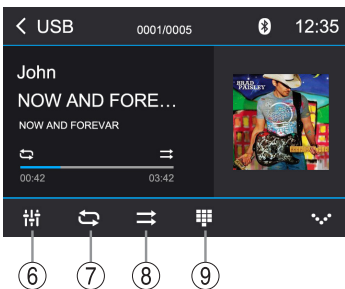 USB 0001/0005 12:35
John
NOW AND FORE...
NOW AND FOREVAR
BRAD
PAISLEY
00:42 03:42
6 7 8 9